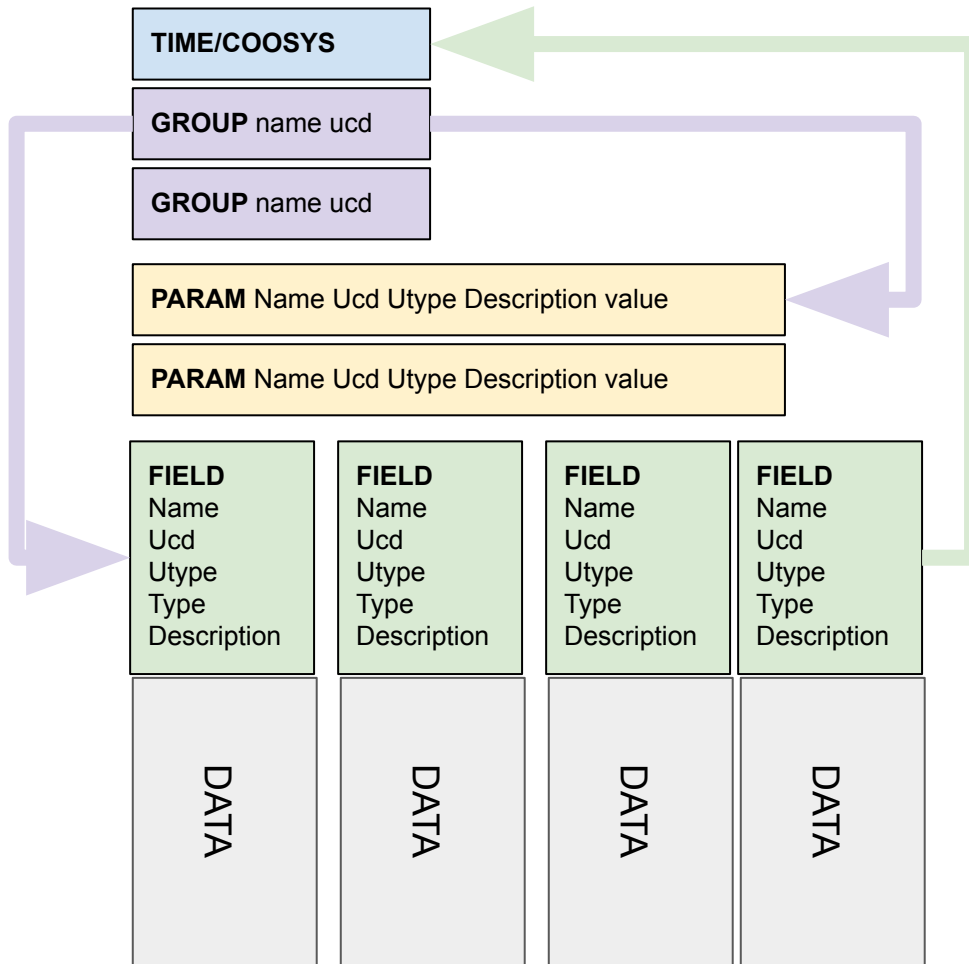 TIME/COOSYS
GROUP name ucd
GROUP name ucd
PARAM Name Ucd Utype Description value
PARAM Name Ucd Utype Description value
FIELD
Name
Ucd
Utype
Type
Description
FIELD
Name
Ucd
Utype
Type
Description
FIELD
Name
Ucd
Utype
Type
Description
FIELD
Name
Ucd
Utype
Type
Description
DATA
DATA
DATA
DATA